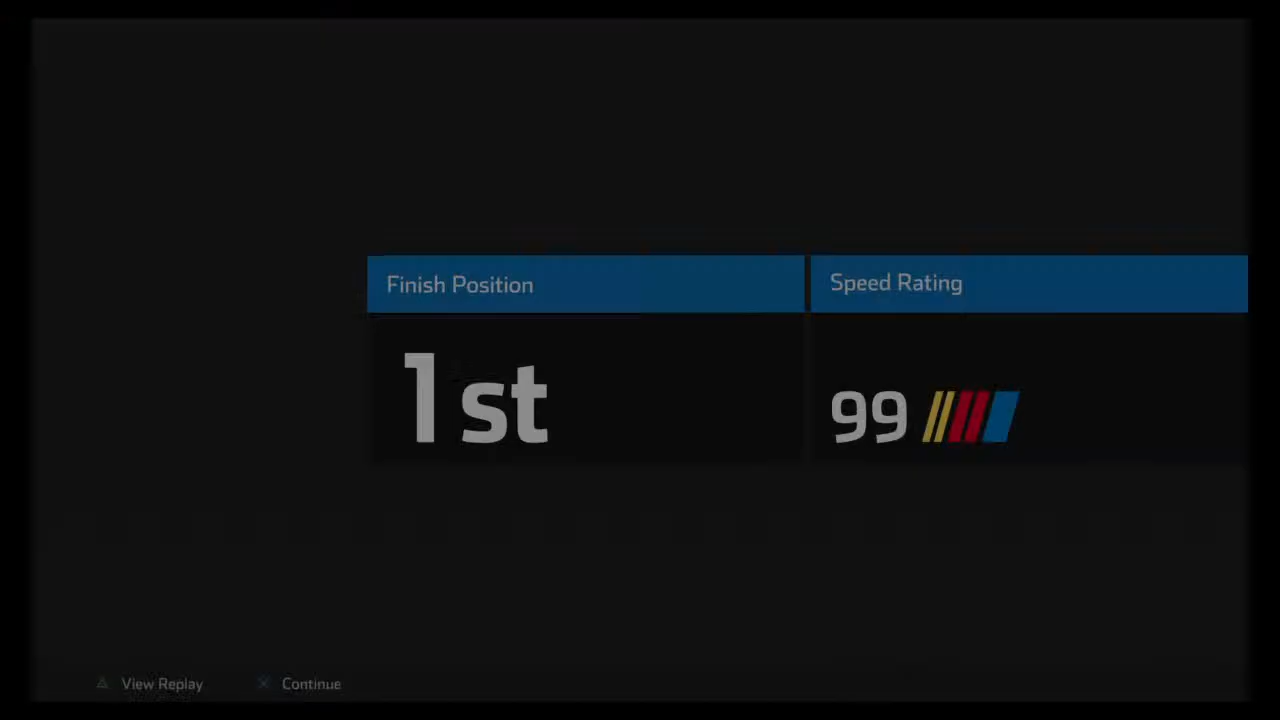 Finish Position
Speed Rating
1st
99
View Replay
Continue